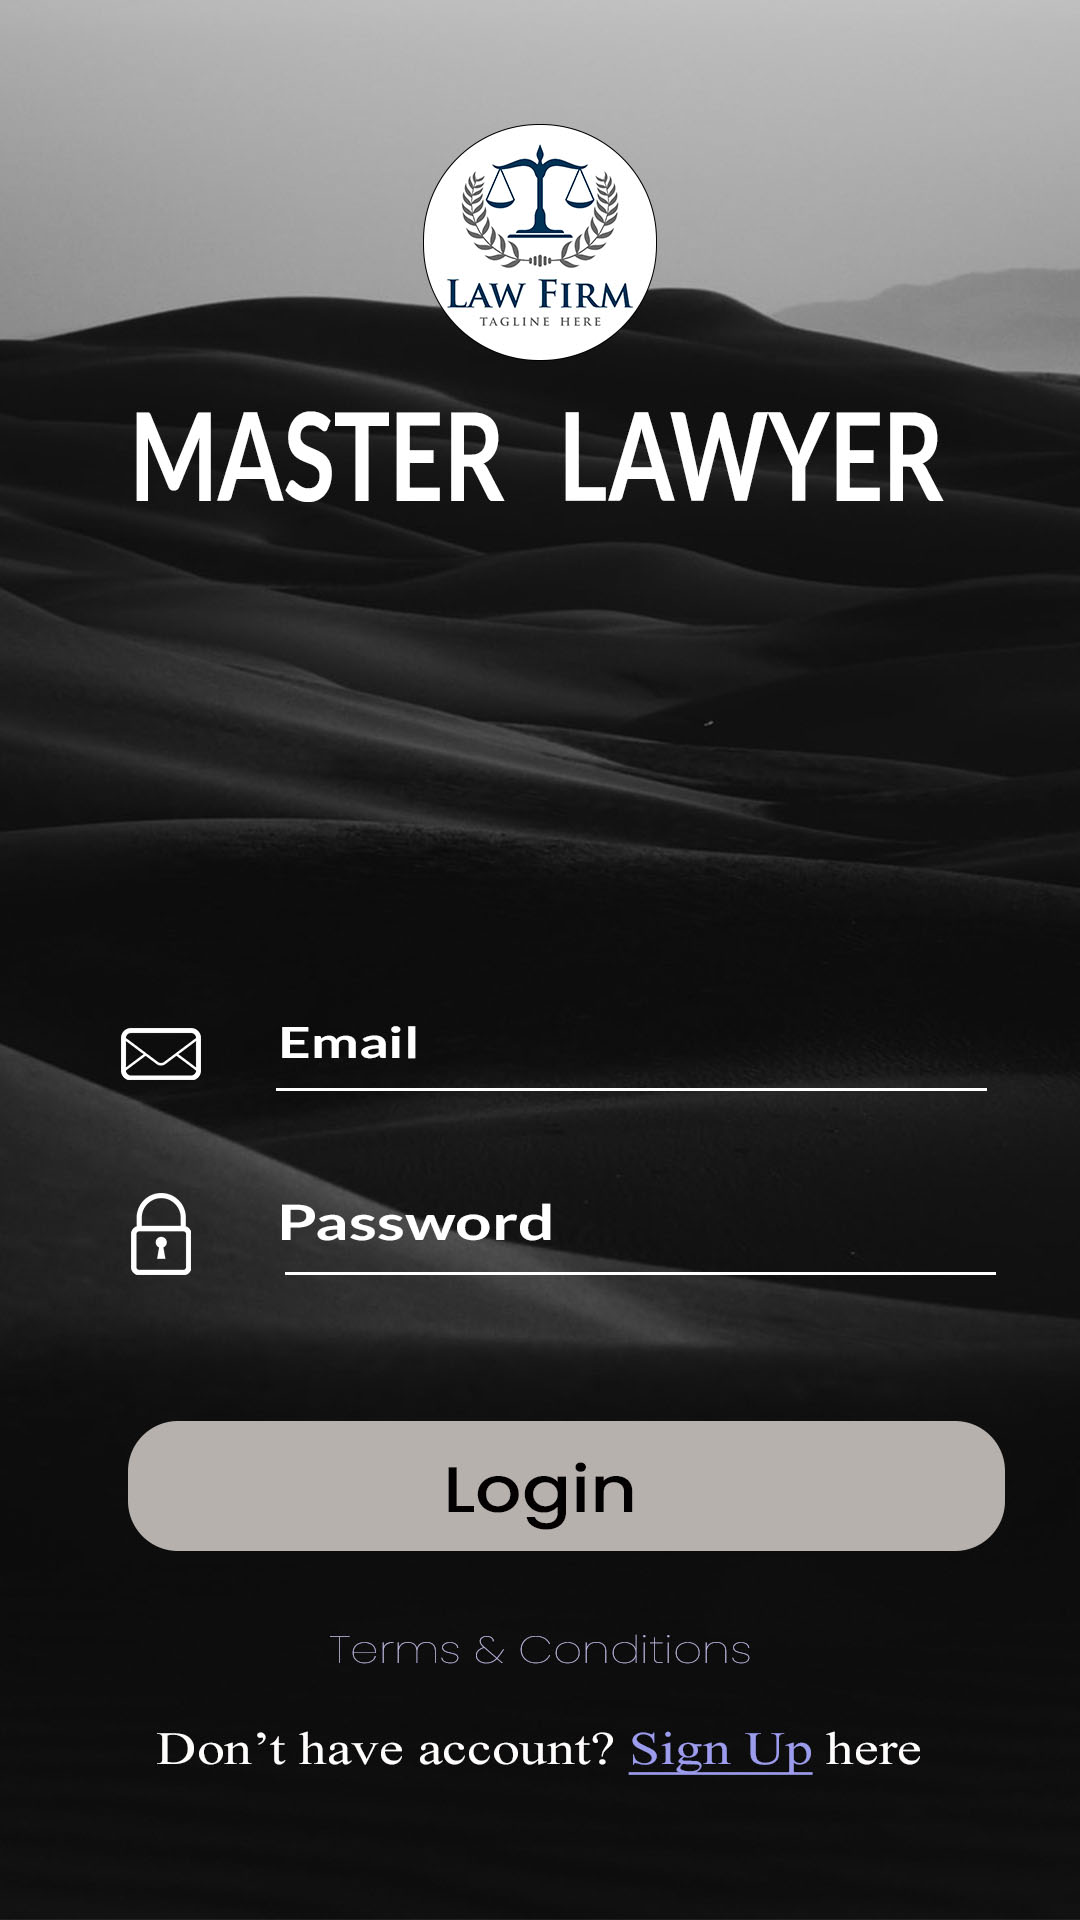 LAW FIRM
TAGLINE HERE
MASTER LAWYER
Email
Password
Login
Terms & Conditions
Don’t have account? Sign Up here